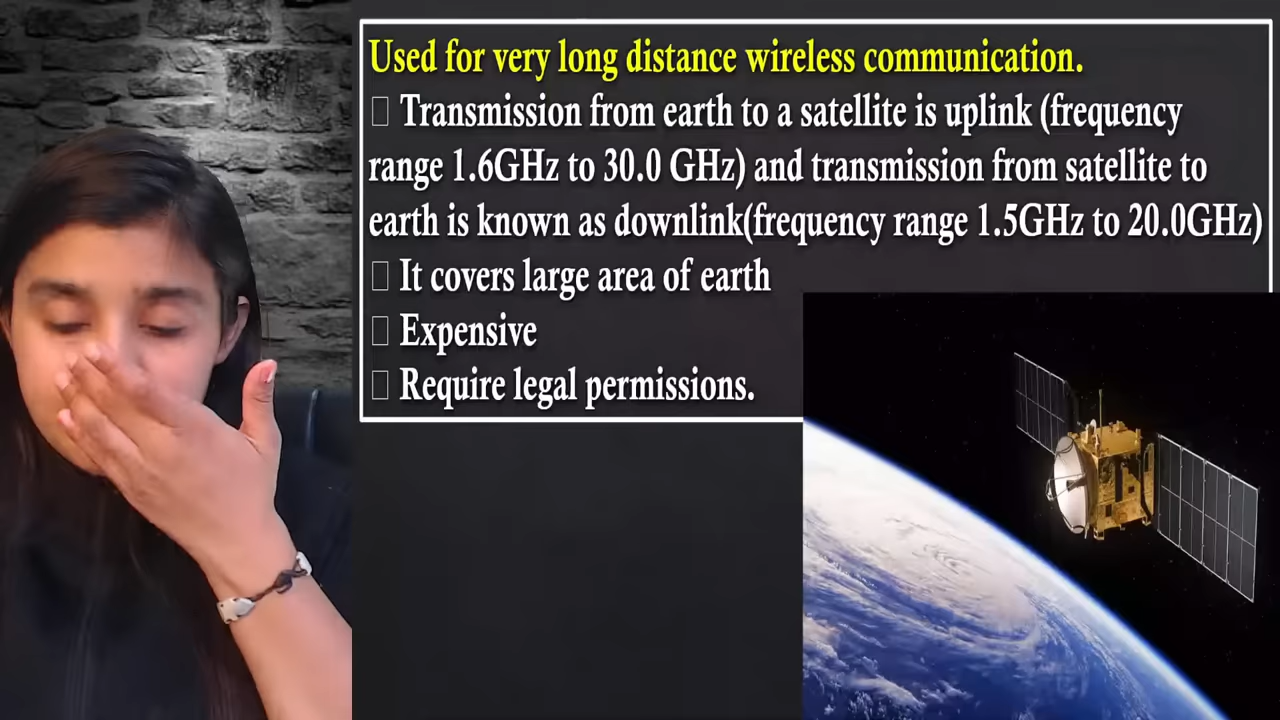 Used for very long distance wireless communication.
▯ Transmission from earth to a satellite is uplink (frequency
range 1.6GHz to 30.0 GHz) and transmission from satellite to
earth is known as downlink(frequency range 1.5GHz to 20.0GHz)
▯ It covers large area of earth
▯ Expensive
▯ Require legal permissions.